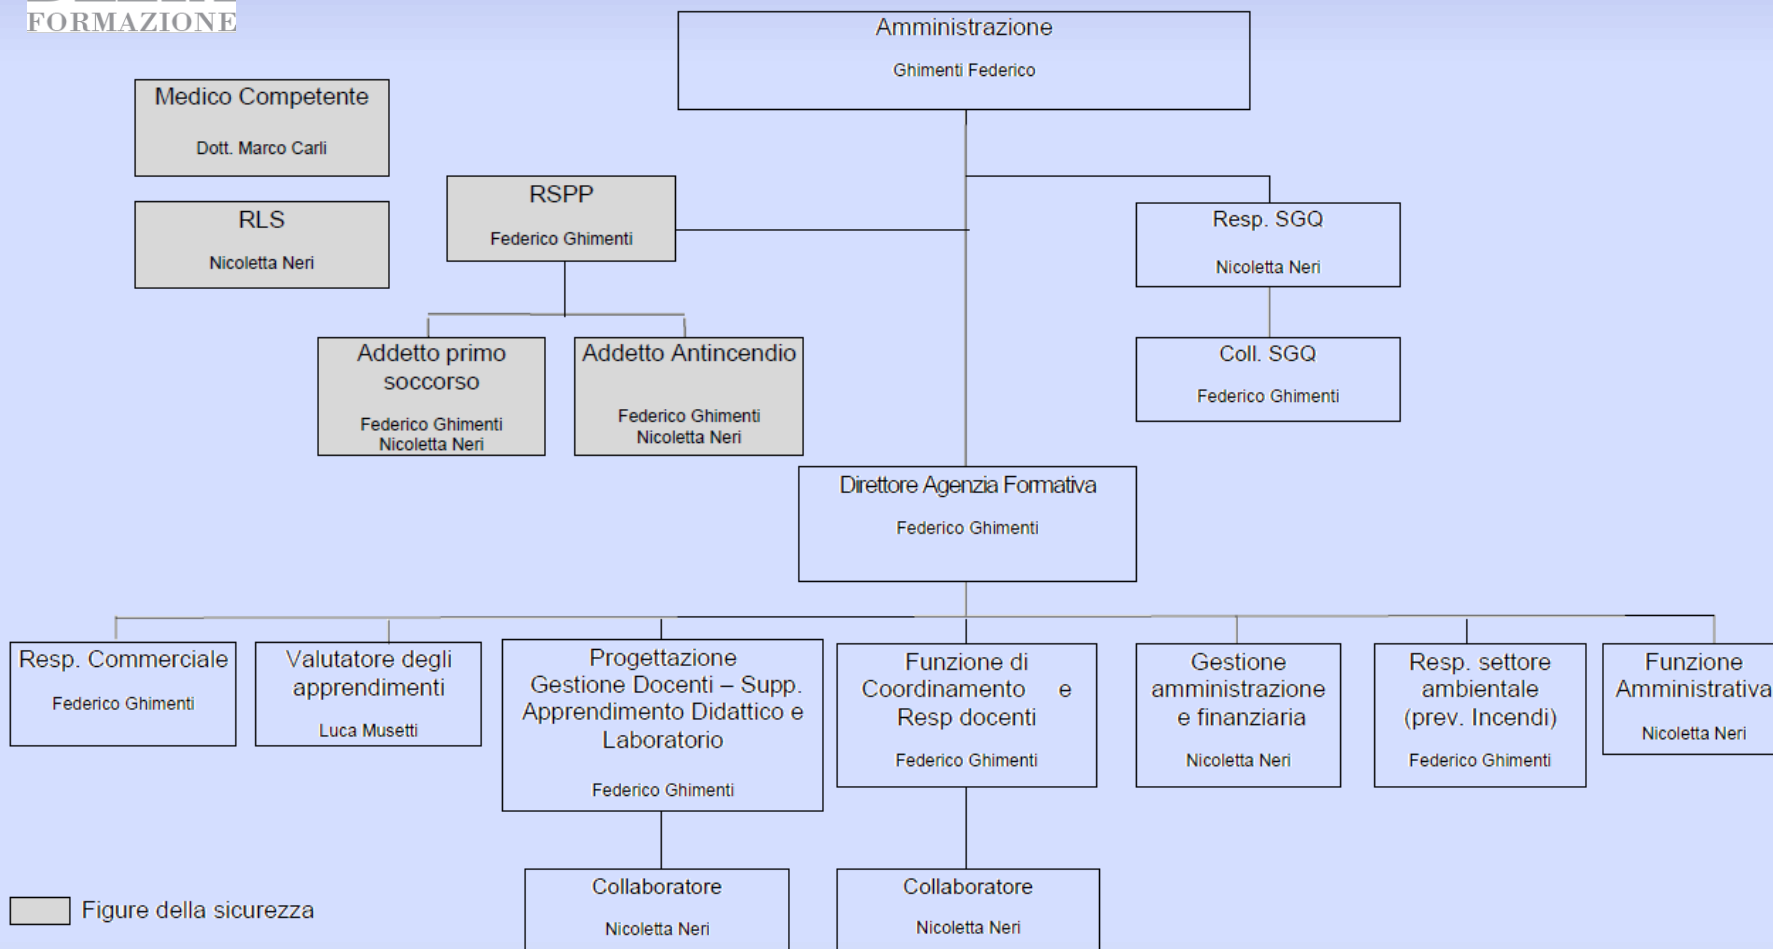 FORMAZIONE
Amministrazione
Ghimenti Federico
Medico Competente
Dott. Marco Carli
RLS
Nicoletta Neri
RSPP
Federico Ghimenti
Resp. SGQ
Nicoletta Neri
Addetto primo
soccorso
Federico Ghimenti
Nicoletta Neri
Addetto Antincendio
Federico Ghimenti
Nicoletta Neri
Coll. SGQ
Federico Ghimenti
Direttore Agenzia Formativa
Federico Ghimenti
Resp. Commerciale
Federico Ghimenti
Valutatore degli
apprendimenti
Luca Musetti
Progettazione
Gestione Docenti – Supp.
Apprendimento Didattico e
Laboratorio
Federico Ghimenti
Funzione di
Coordinamento e
Resp docenti
Federico Ghimenti
Gestione
amministrazione
e finanziaria
Nicoletta Neri
Resp. settore
ambientale
(prev. Incendi)
Federico Ghimenti
Funzione
Amministrativa
Nicoletta Neri
Collaboratore
Nicoletta Neri
Collaboratore
Nicoletta Neri
Figure della sicurezza